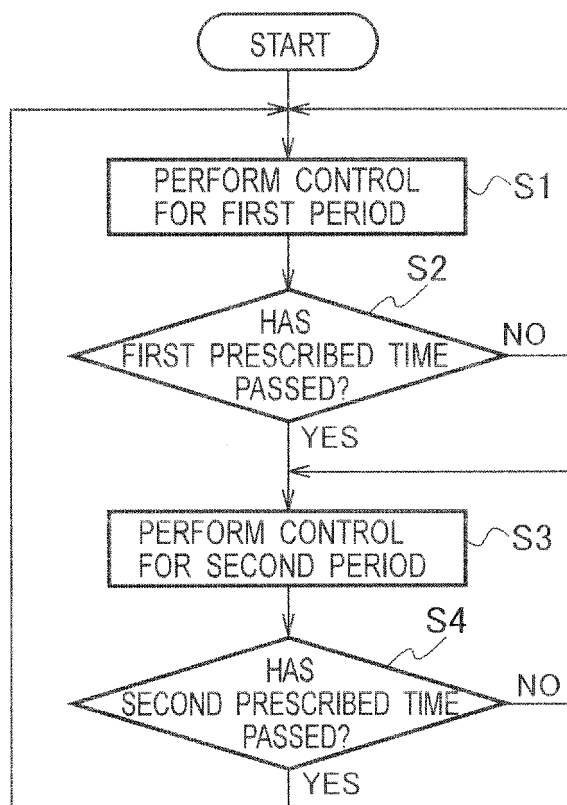 START
PERFORM CONTROL
FOR FIRST PERIOD
S1
S2
HAS
FIRST PRESCRIBED TIME
PASSED?
NO
YES
PERFORM CONTROL
FOR SECOND PERIOD
S3
S4
HAS
SECOND PRESCRIBED TIME
PASSED?
NO
YES